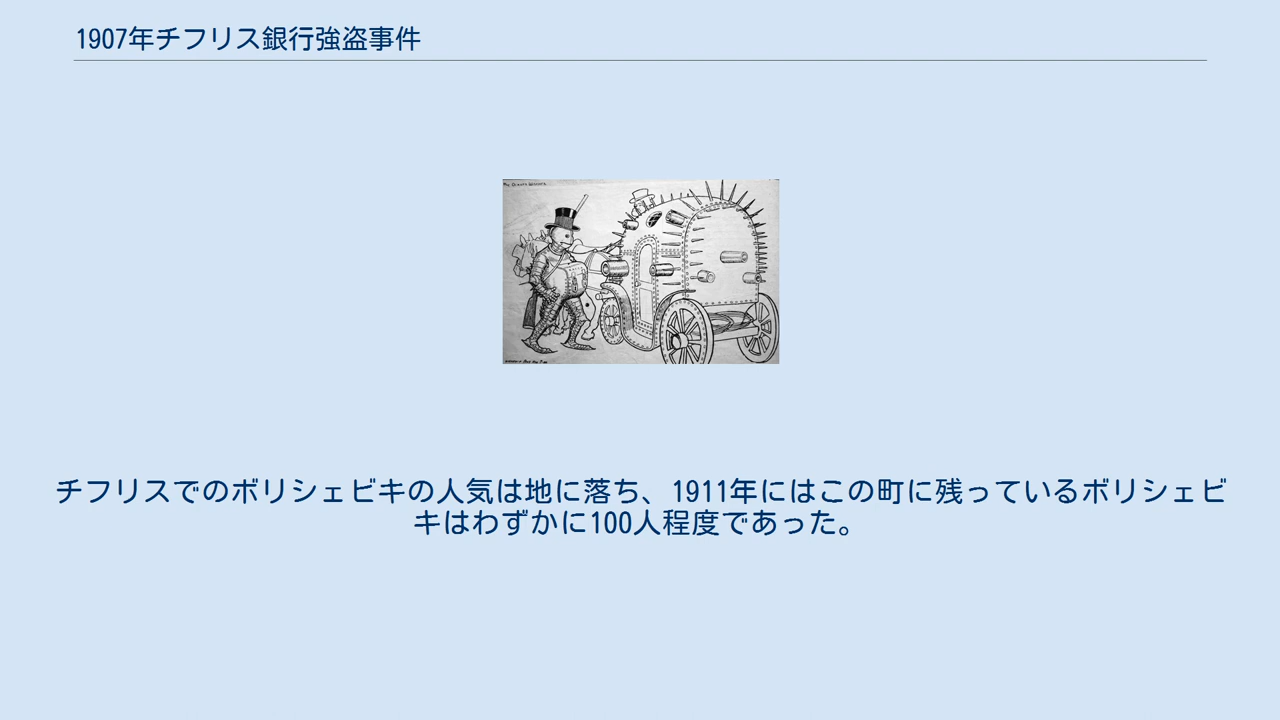 1907年チフリス銀行強盗事件
チフリスでのボリシェビキの人気は地に落ち、1911年にはこの町に残っているボリシェビ
キはわずかに100人程度であった。